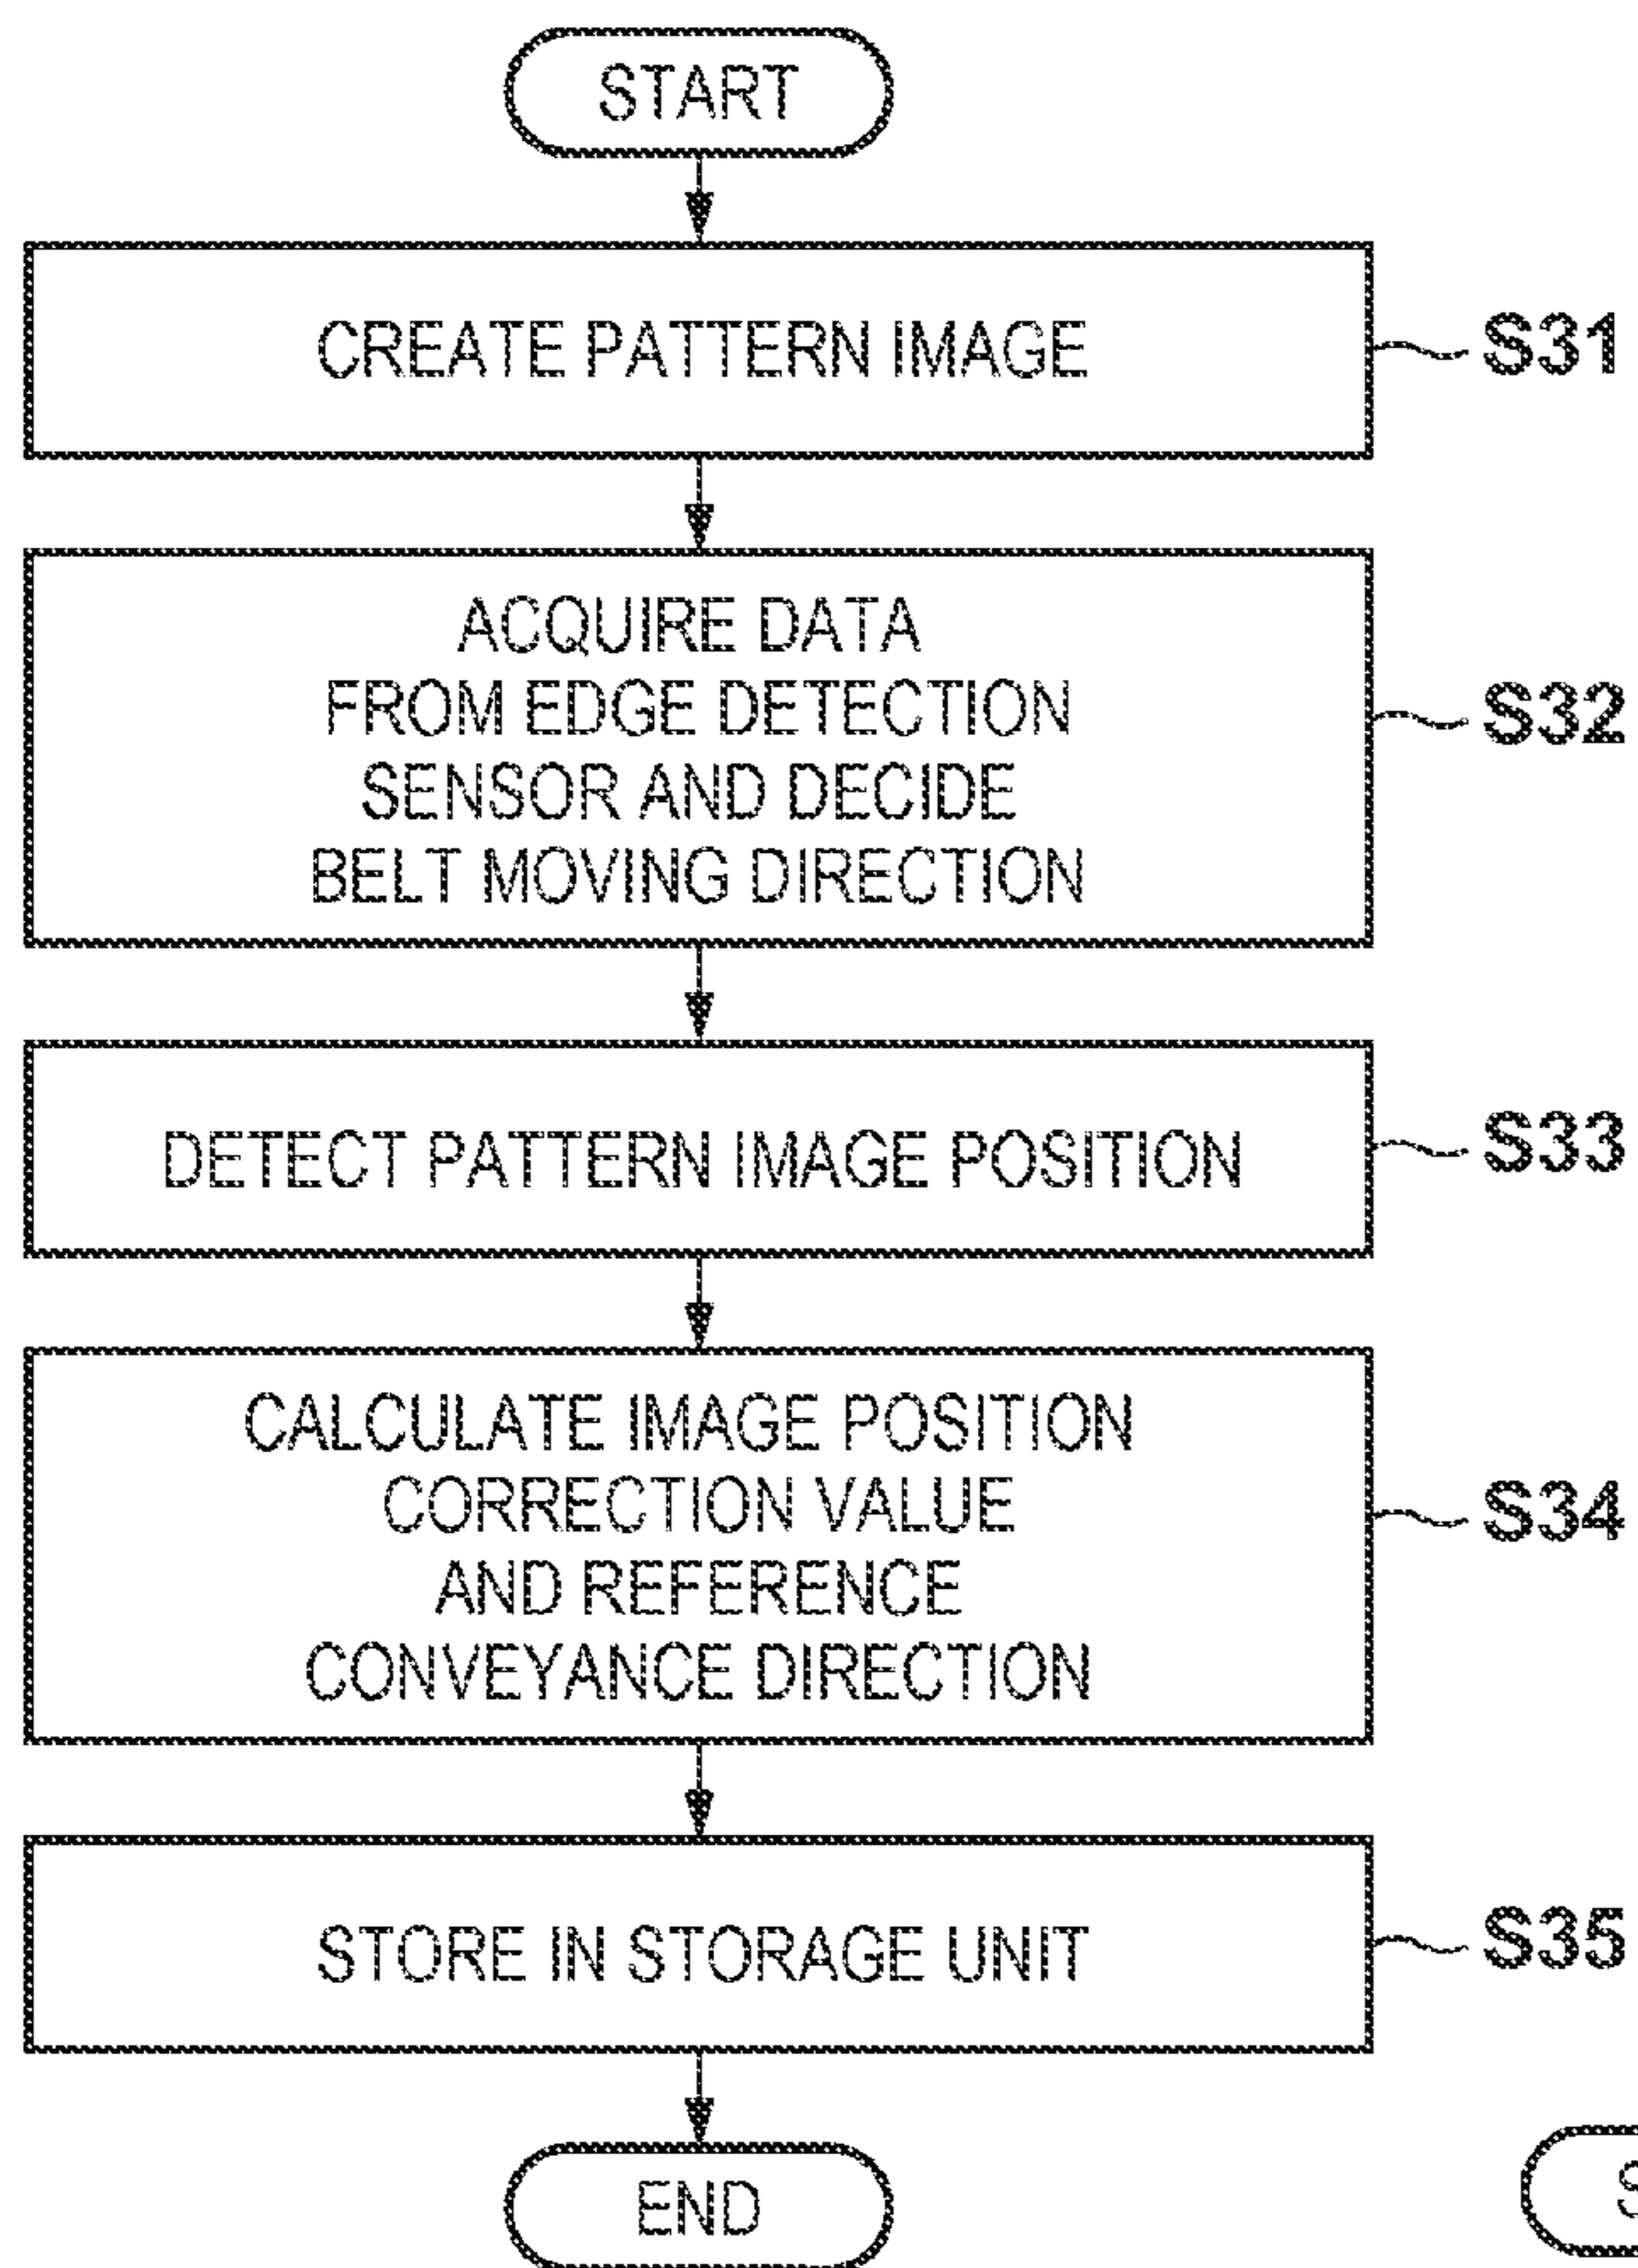 START
CREATE PATTERN IMAGE
S31
ACQUIRE DATA
FROM EDGE DETECTION
SENSOR AND DECIDE
BELT MOVING DIRECTION
S32
DETECT PATTERN IMAGE POSITION
S33
CALCULATE IMAGE POSITION
CORRECTION VALUE
AND REFERENCE
CONVEYANCE DIRECTION
S34
STORE IN STORAGE UNIT
S35
END